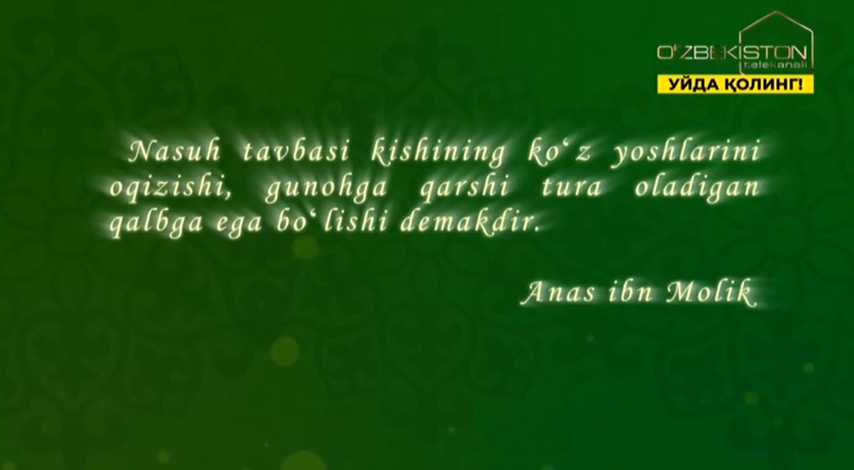 O'ZBEKISTON
telekanali
УЙДА ҚОЛИНГ!
Nasuh tavbasi kishining ko‘z yoshlarini
oqizishi, gunohga qarshi tura oladigan
qalbga ega bo‘lishi demakdir.
Anas ibn Molik